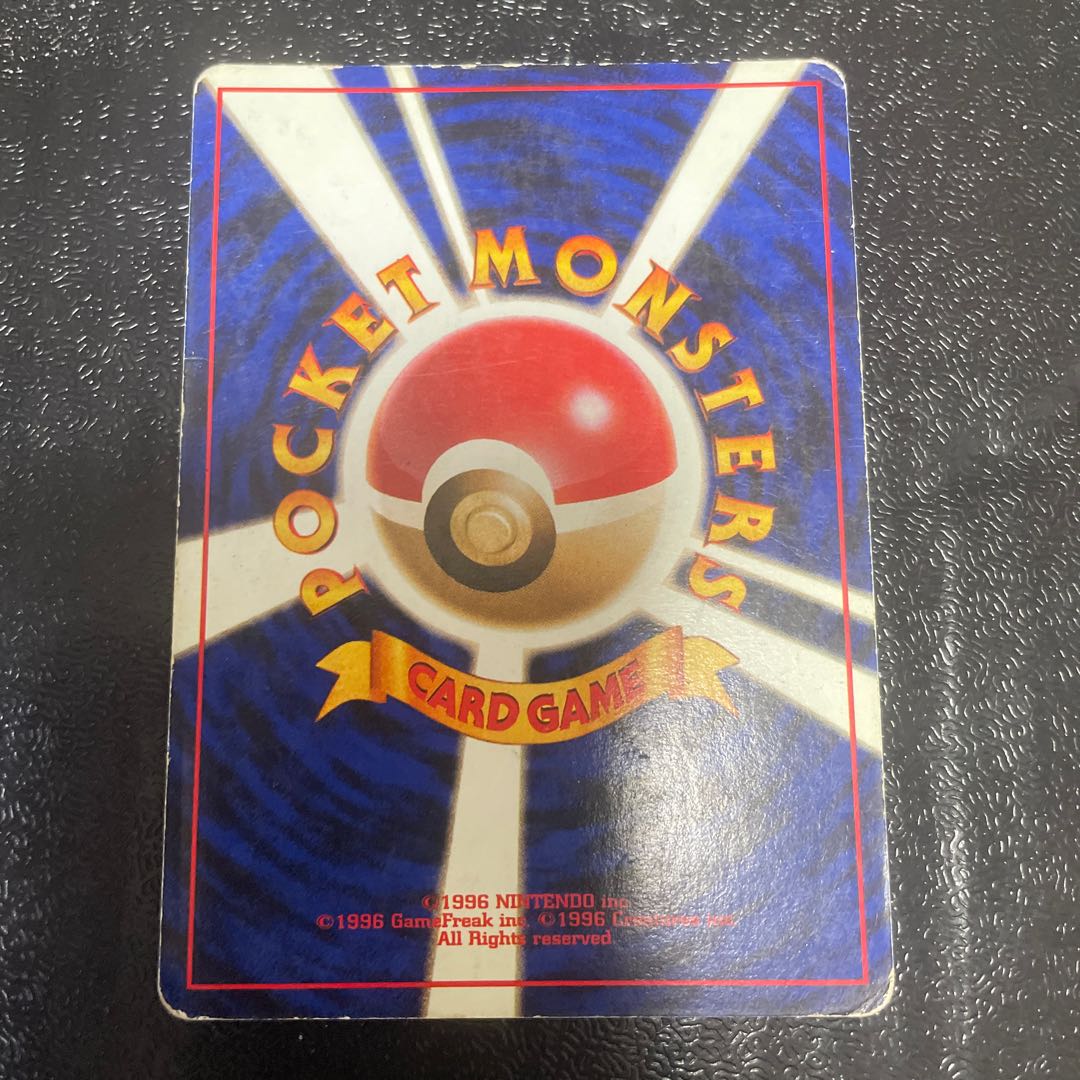 POCKET MONSTERS
CARD GAME
©1996 NINTENDO inc.
©1996 GameFreak inc. ©1996 Creatures inc.
All Rights reserved.